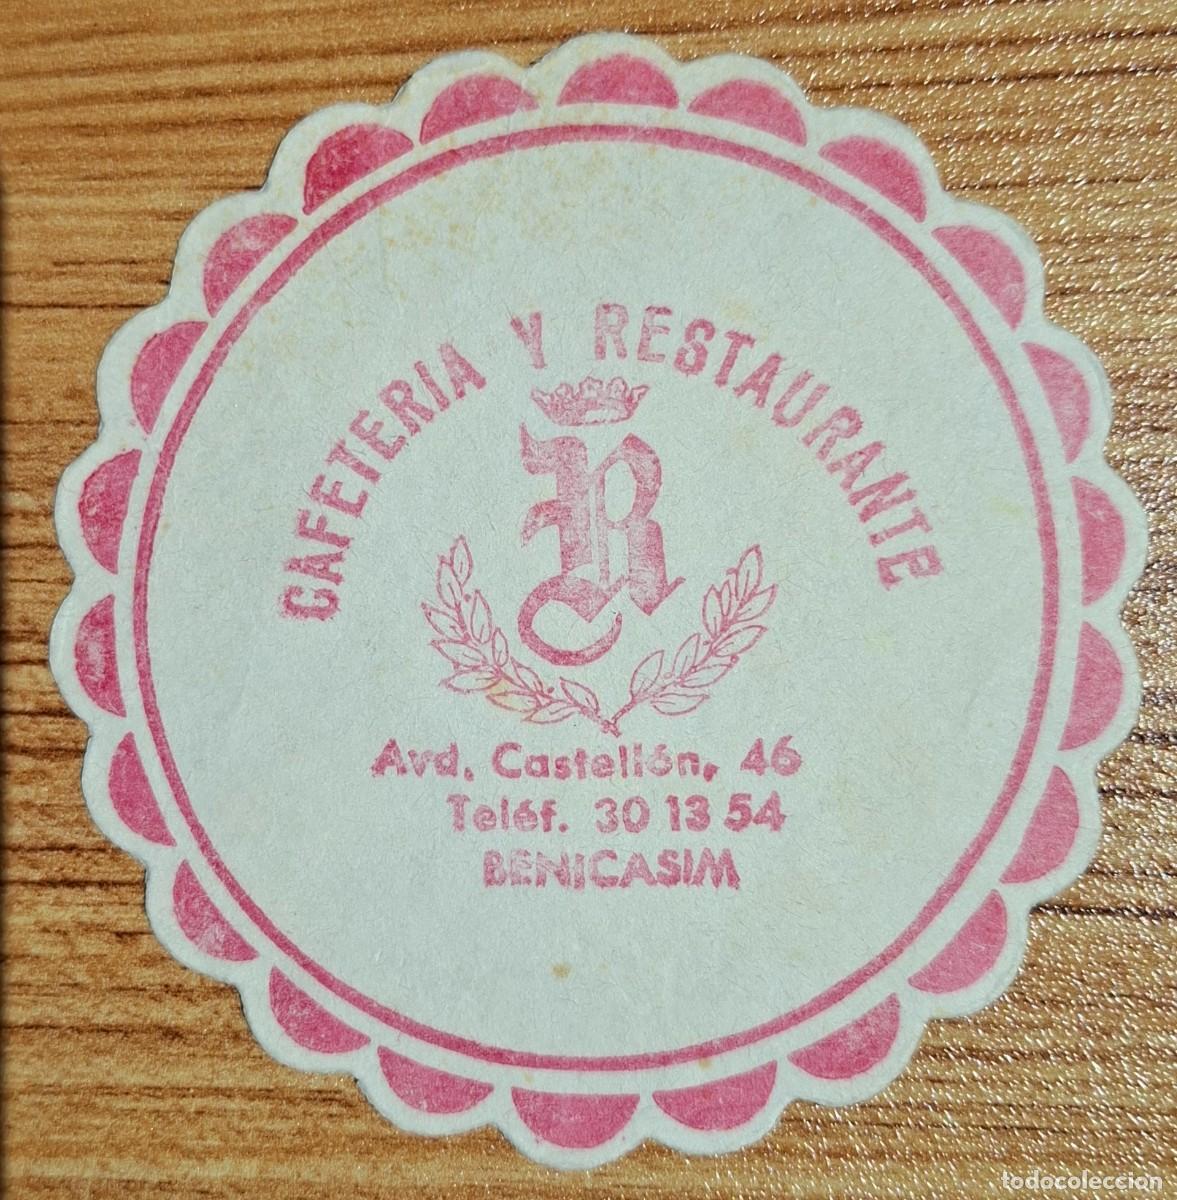 CAFETERIA Y RESTAURANTE
R
Avd. Castellón, 46
Teléf. 30 13 54
BENICASIM
todocoleccion